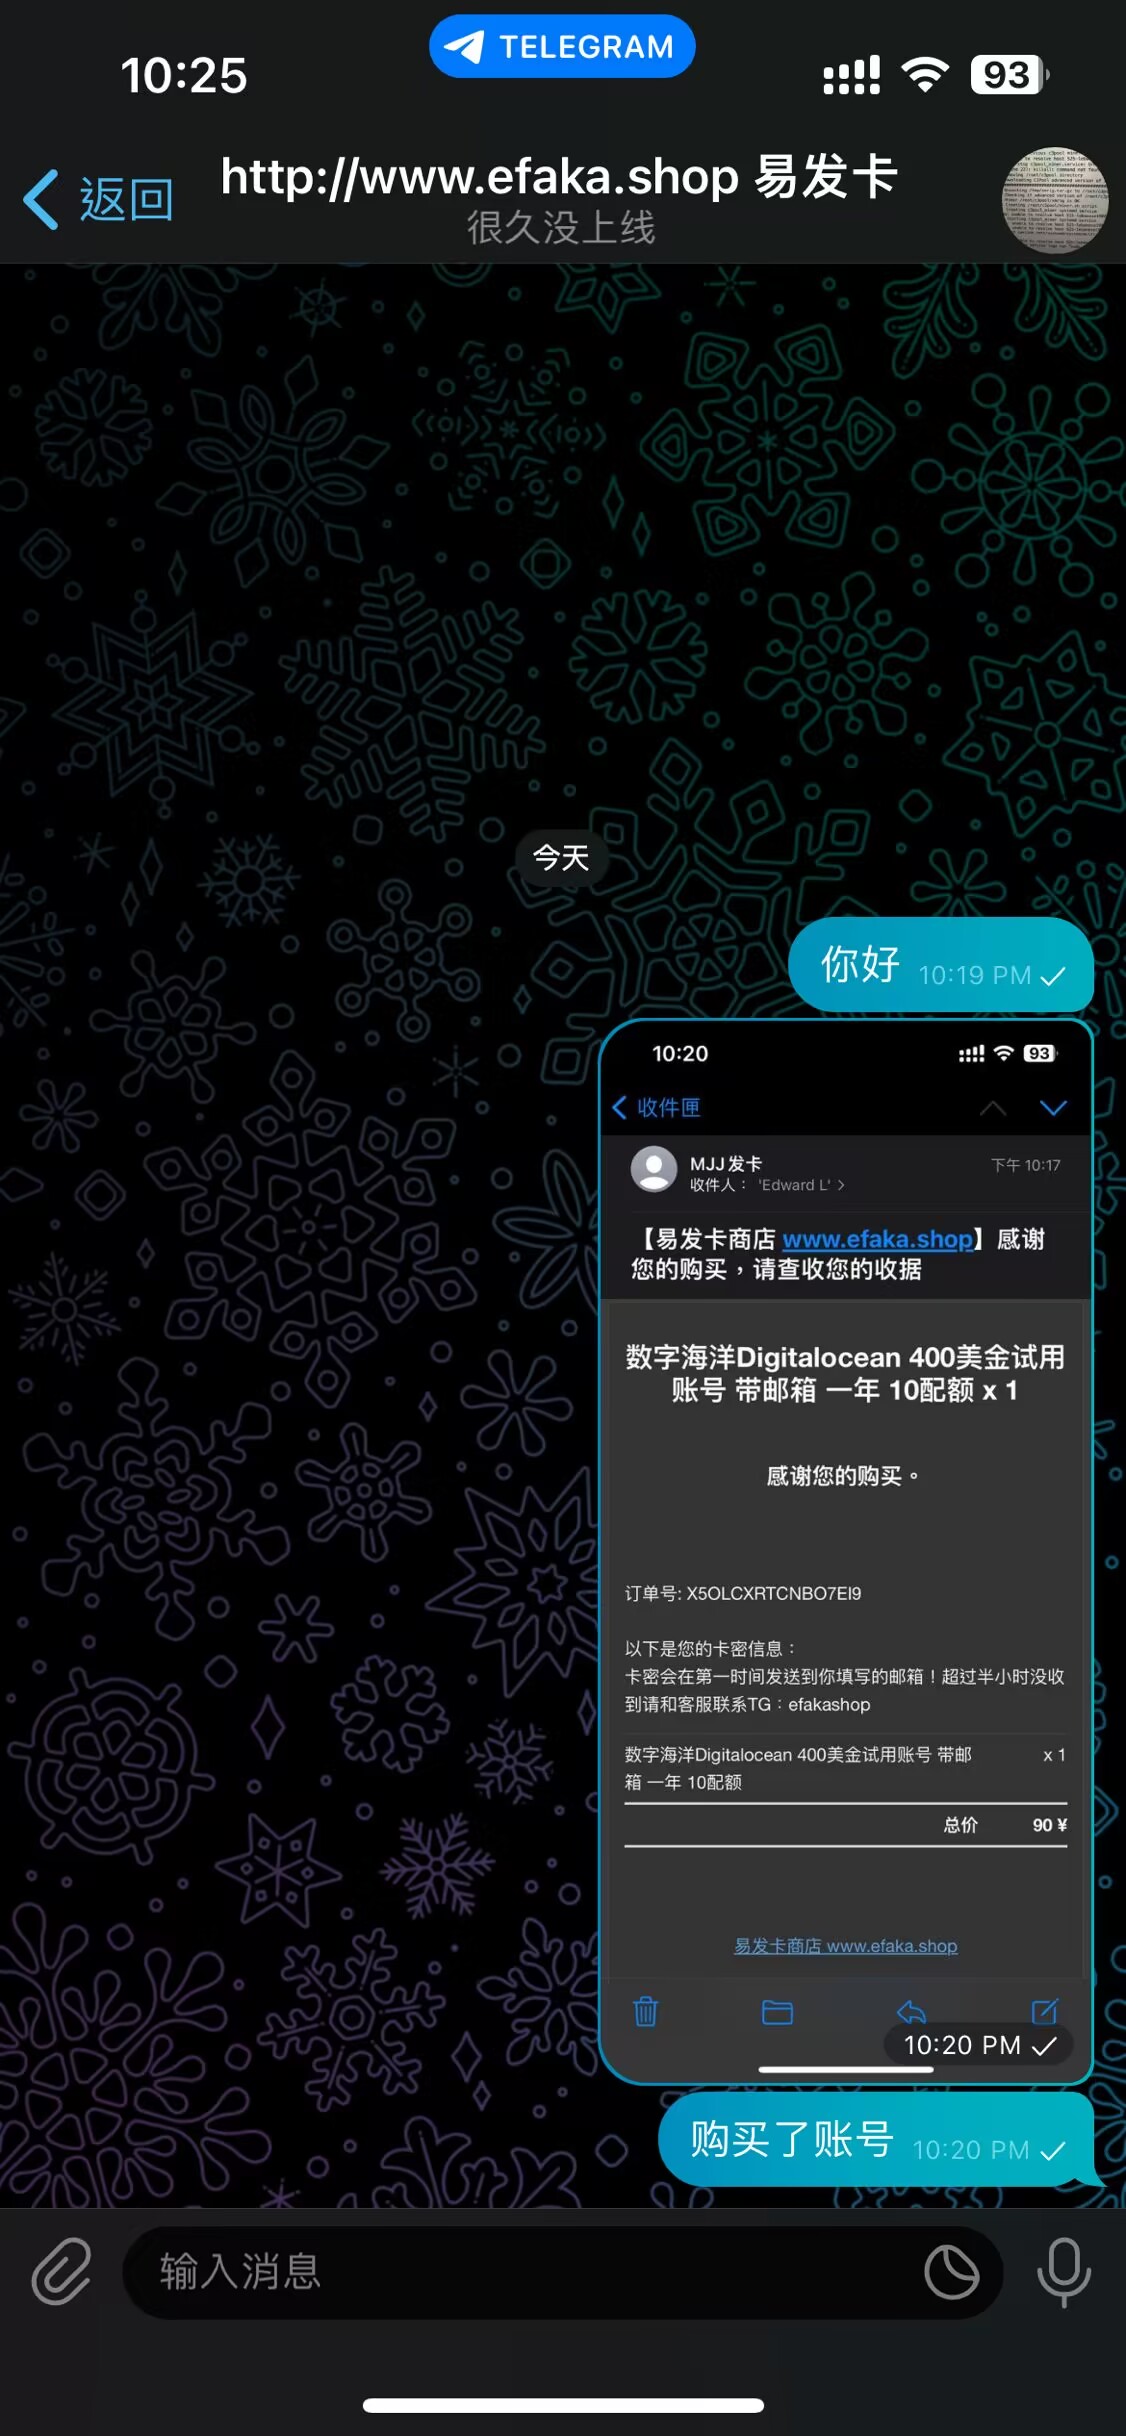 10:25
TELEGRAM
93
返回
http://www.efaka.shop 易发卡
很久没上线
今天
你好 10:19 PM
10:20
93
收件匣
MJJ发卡
下午 10:17
收件人： 'Edward L'
【易发卡商店 www.efaka.shop】感谢
您的购买，请查收您的收据
数字海洋Digitalocean 400美金试用
账号 带邮箱 一年 10配额 x 1
感谢您的购买。
订单号: X5OLCXRTCNBO7EI9
以下是您的卡密信息：
卡密会在第一时间发送到你填写的邮箱！超过半小时没收
到请和客服联系TG：efakashop
数字海洋Digitalocean 400美金试用账号 带邮 x 1
箱 一年 10配额
总价 90 ¥
易发卡商店 www.efaka.shop
10:20 PM
购买了账号 10:20 PM
输入消息